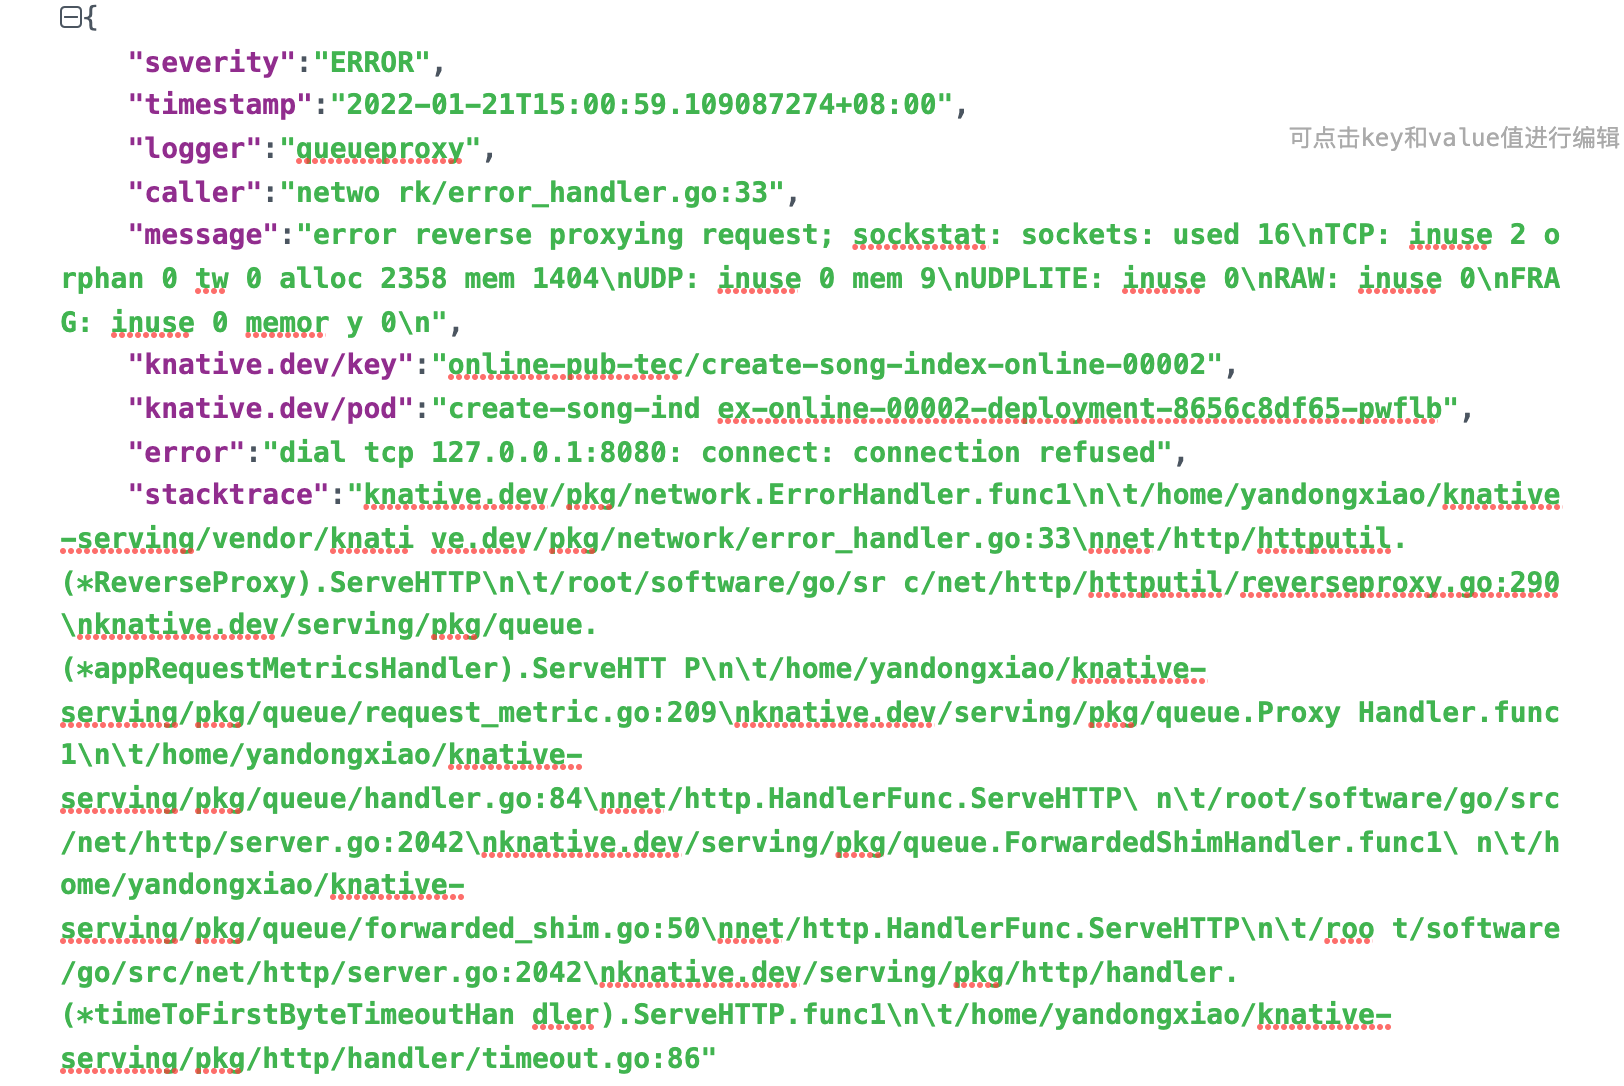 {
"severity":"ERROR",
"timestamp":"2022-01-21T15:00:59.109087274+08:00",
可点击key和value值进行编辑
"logger":"queueproxy",
"caller":"netwo rk/error_handler.go:33",
"message":"error reverse proxying request; sockstat: sockets: used 16\nTCP: inuse 2 o
rphan 0 tw 0 alloc 2358 mem 1404\nUDP: inuse 0 mem 9\nUDPLITE: inuse 0\nRAW: inuse 0\nFRA
G: inuse 0 memor y 0\n",
"knative.dev/key":"online-pub-tec/create-song-index-online-00002",
"knative.dev/pod":"create-song-ind ex-online-00002-deployment-8656c8df65-pwflb",
"error":"dial tcp 127.0.0.1:8080: connect: connection refused",
"stacktrace":"knative.dev/pkg/network.ErrorHandler.func1\n\t/home/yandongxiao/knative
-serving/vendor/knati ve.dev/pkg/network/error_handler.go:33\nnet/http/httputil.
(*ReverseProxy).ServeHTTP\n\t/root/software/go/sr c/net/http/httputil/reverseproxy.go:290
\nknative.dev/serving/pkg/queue.
(*appRequestMetricsHandler).ServeHTT P\n\t/home/yandongxiao/knative-
serving/pkg/queue/request_metric.go:209\nknative.dev/serving/pkg/queue.Proxy Handler.func
1\n\t/home/yandongxiao/knative-
serving/pkg/queue/handler.go:84\nnet/http.HandlerFunc.ServeHTTP\ n\t/root/software/go/src
/net/http/server.go:2042\nknative.dev/serving/pkg/queue.ForwardedShimHandler.func1\ n\t/h
ome/yandongxiao/knative-
serving/pkg/queue/forwarded_shim.go:50\nnet/http.HandlerFunc.ServeHTTP\n\t/roo t/software
/go/src/net/http/server.go:2042\nknative.dev/serving/pkg/http/handler.
(*timeToFirstByteTimeoutHan dler).ServeHTTP.func1\n\t/home/yandongxiao/knative-
serving/pkg/http/handler/timeout.go:86"